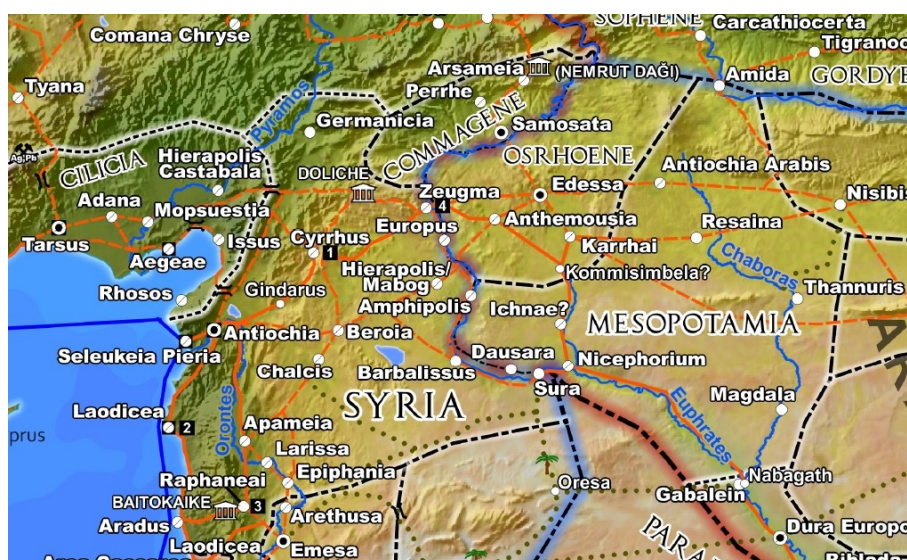 SOPHENE
Comana Chryse
Carcathiocerta
Tigranoc
Tyana
Arsameia
(NEMRUT DAĞI)
Amida
GORDYE
Perrhe
Pyramos
Germanicia
COMMAGENE
Samosata
Ag,Pb
CILICIA
Hierapolis
Castabala
DOLICHE
OSRHOENE
Antiochia Arabis
Zeugma
4
Edessa
Nisibis
Adana
Mopsuestia
Europus
Anthemousia
Resaina
Tarsus
Issus
Cyrrhus
1
Karrhai
Aegeae
Hierapolis/
Mabog
Kommisimbela?
Chaboras
Rhosos
Gindarus
Amphipolis
Ichnae?
Thannuris
MESOPOTAMIA
Antiochia
Beroia
Seleukeia Pieria
Chalcis
Barbalissus
Dausara
Nicephorium
Sura
SYRIA
Magdala
Laodicea
2
Orontes
Apameia
Euphrates
yprus
Larissa
Raphaneai
Epiphania
Nabagath
Oresa
Gabalein
BAITOKAIKE
3
Aradus
Arethusa
PARA
Dura Europo
Laodicea
Emesa